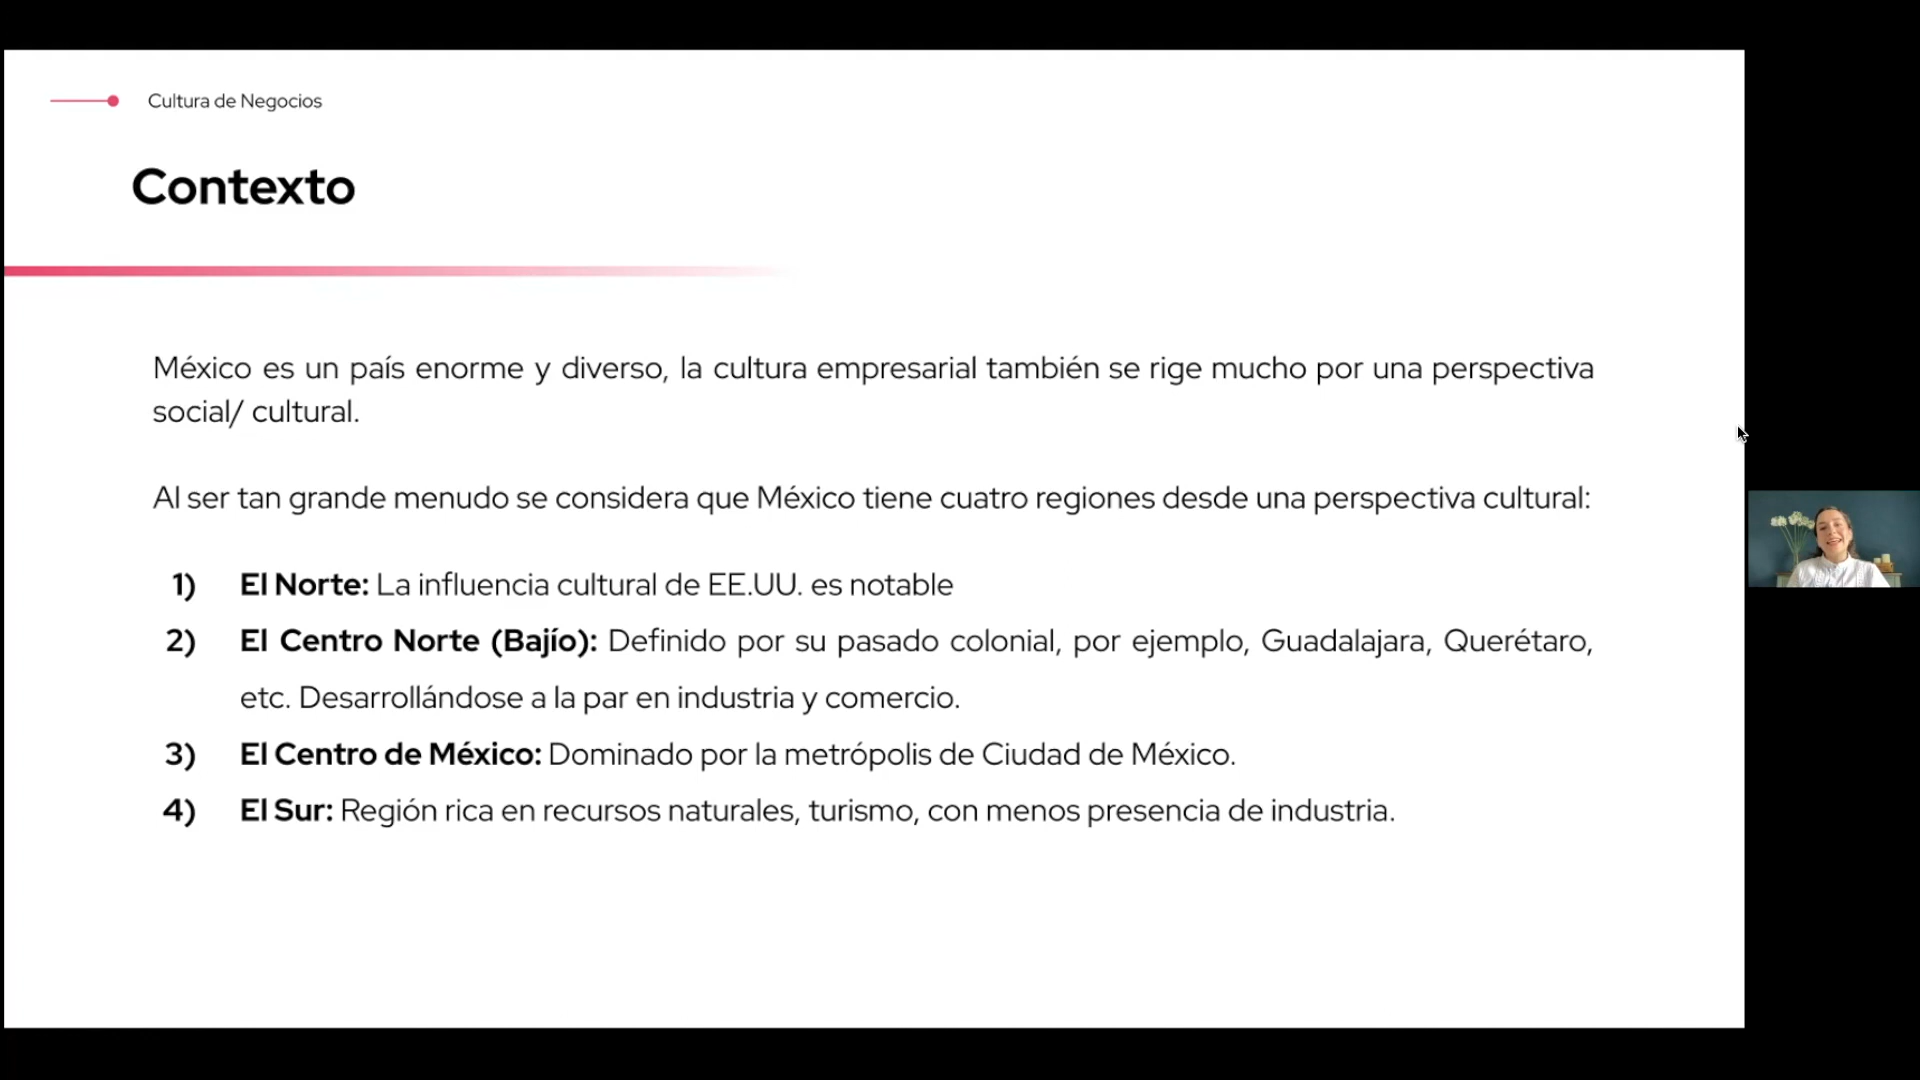 Cultura de Negocios
Contexto
México es un país enorme y diverso, la cultura empresarial también se rige mucho por una perspectiva
social/ cultural.
Al ser tan grande menudo se considera que México tiene cuatro regiones desde una perspectiva cultural:
1) El Norte: La influencia cultural de EE.UU. es notable
2) El Centro Norte (Bajío): Definido por su pasado colonial, por ejemplo, Guadalajara, Querétaro,
etc. Desarrollándose a la par en industria y comercio.
3) El Centro de México: Dominado por la metrópolis de Ciudad de México.
4) El Sur: Región rica en recursos naturales, turismo, con menos presencia de industria.